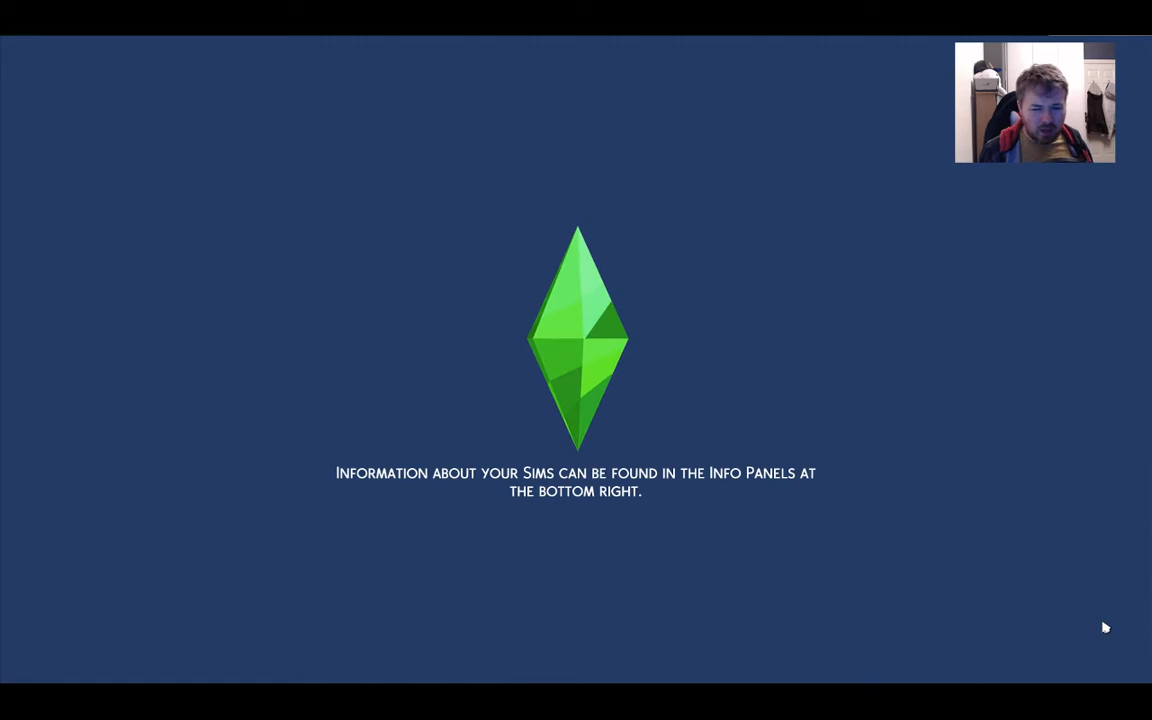 Information about your Sims can be found in the Info Panels at
the bottom right.